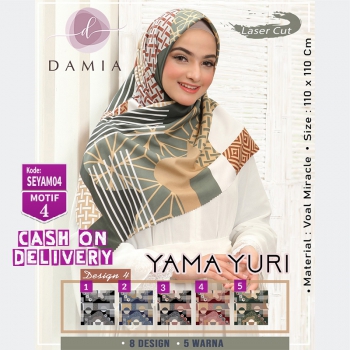 d
DAMIA
Laser Cut
Kode:
SEYAM04
MOTIF
4
CASH ON
DELIVERY
• Material : Voal Miracle • Size : 110 x 110 Cm
YAMA YURI
Design 4
1 2 3 4 5
• 8 DESIGN • 5 WARNA